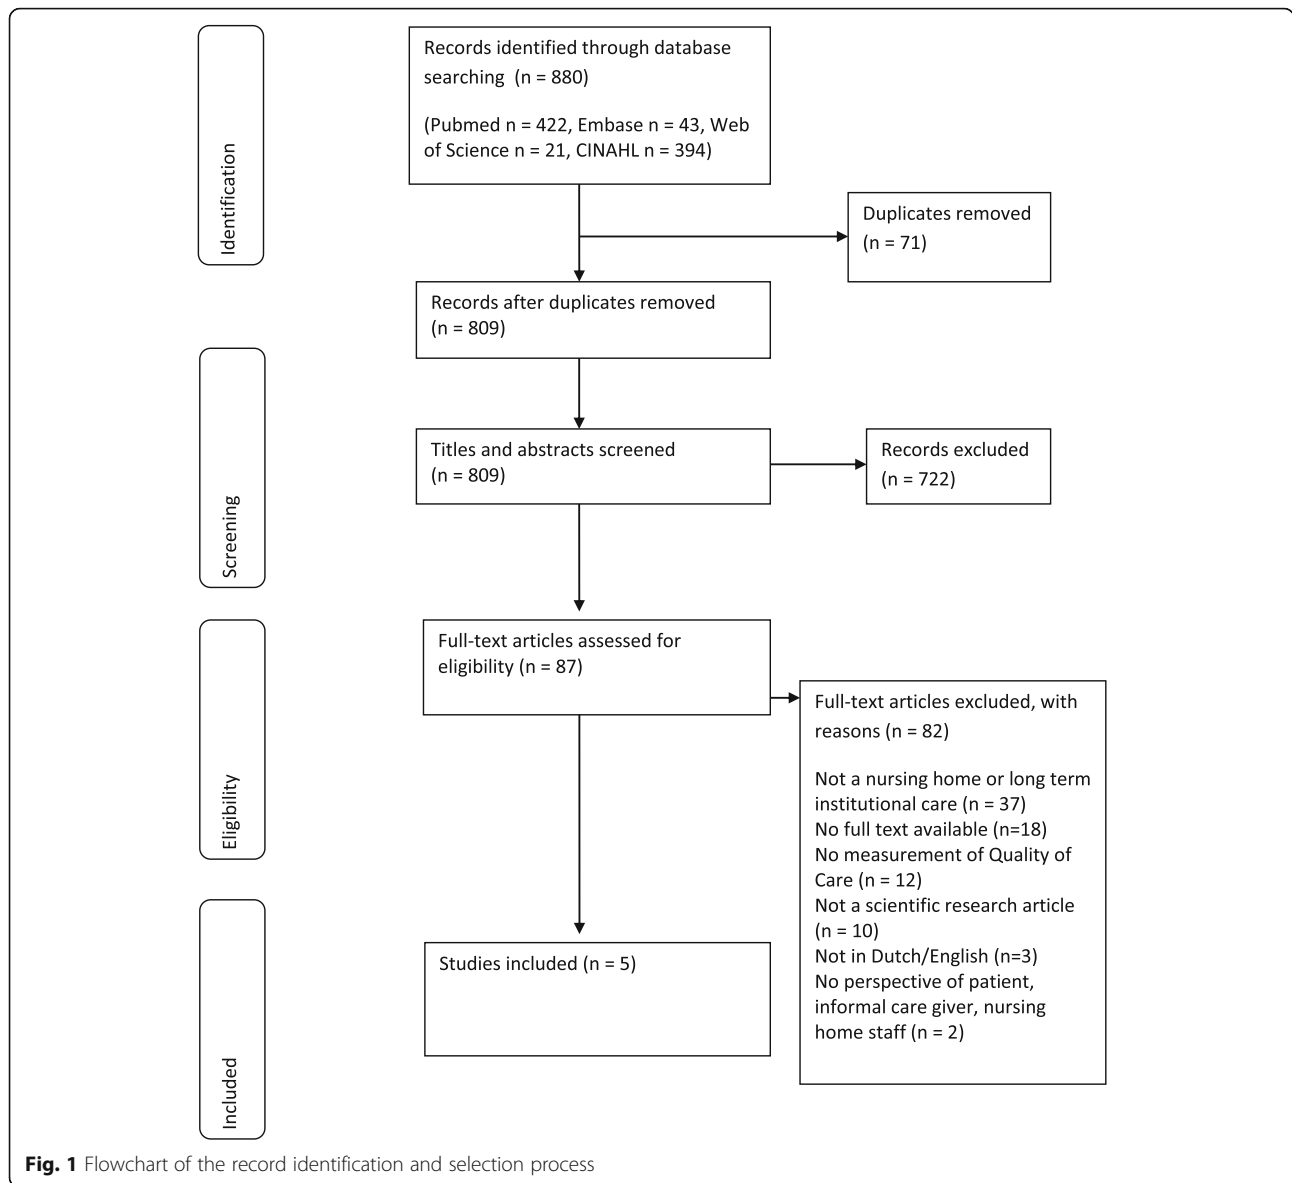 Identification
Records identified through database
searching (n = 880)
(Pubmed n = 422, Embase n = 43, Web
of Science n = 21, CINAHL n = 394)
Duplicates removed
(n = 71)
Records after duplicates removed
(n = 809)
Screening
Titles and abstracts screened
(n = 809)
Records excluded
(n = 722)
Eligibility
Full-text articles assessed for
eligibility (n = 87)
Full-text articles excluded, with
reasons (n = 82)
Not a nursing home or long term
institutional care (n = 37)
No full text available (n=18)
No measurement of Quality of
Care (n = 12)
Not a scientific research article
(n = 10)
Not in Dutch/English (n=3)
No perspective of patient,
informal care giver, nursing
home staff (n = 2)
Included
Studies included (n = 5)
Fig. 1 Flowchart of the record identification and selection process